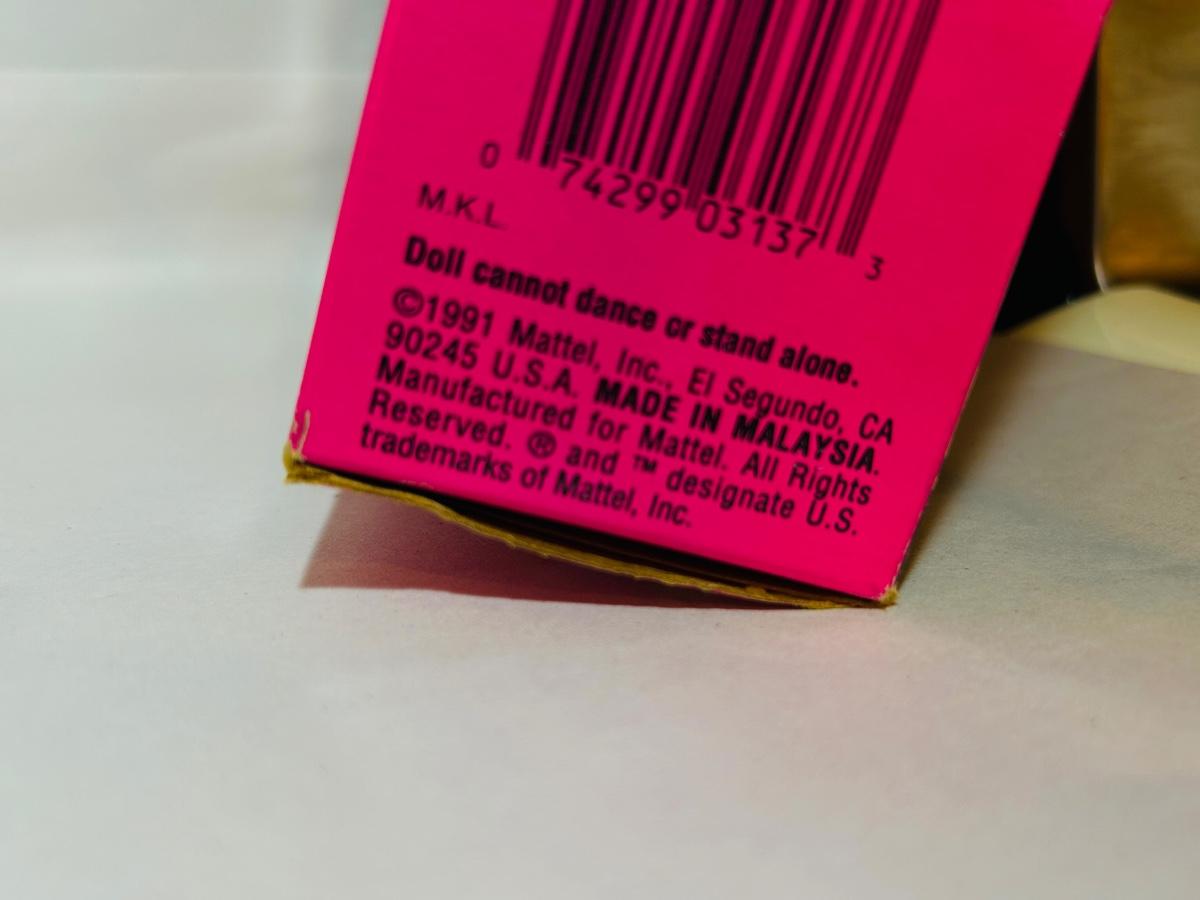 0 74299 03137 3
M.K.L.
Doll cannot dance or stand alone.
©1991 Mattel, Inc., El Segundo, CA
90245 U.S.A. MADE IN MALAYSIA.
Manufactured for Mattel. All Rights
Reserved. ® and ™ designate U.S.
trademarks of Mattel, Inc.